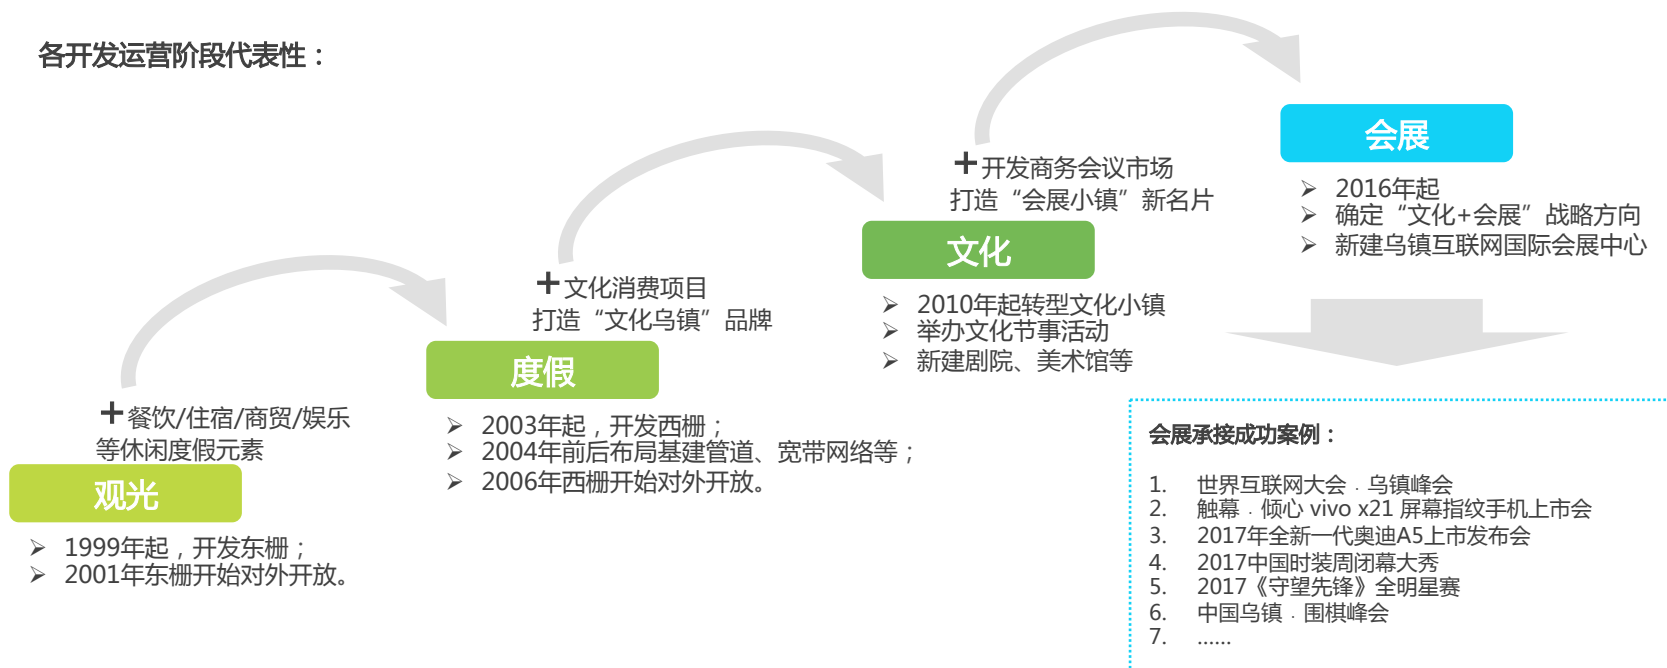 各开发运营阶段代表性：
+餐饮/住宿/商贸/娱乐
等休闲度假元素
观光
➢ 1999年起，开发东栅；
➢ 2001年东栅开始对外开放。
+文化消费项目
打造“文化乌镇”品牌
度假
➢ 2003年起，开发西栅；
➢ 2004年前后布局基建管道、宽带网络等；
➢ 2006年西栅开始对外开放。
+开发商务会议市场
打造“会展小镇”新名片
文化
➢ 2010年起转型文化小镇
➢ 举办文化节事活动
➢ 新建剧院、美术馆等
会展
➢ 2016年起
➢ 确定“文化+会展”战略方向
➢ 新建乌镇互联网国际会展中心
会展承接成功案例：
1. 世界互联网大会．乌镇峰会
2. 触幕．倾心 vivo x21 屏幕指纹手机上市会
3. 2017年全新一代奥迪A5上市发布会
4. 2017中国时装周闭幕大秀
5. 2017《守望先锋》全明星赛
6. 中国乌镇．围棋峰会
7. ……